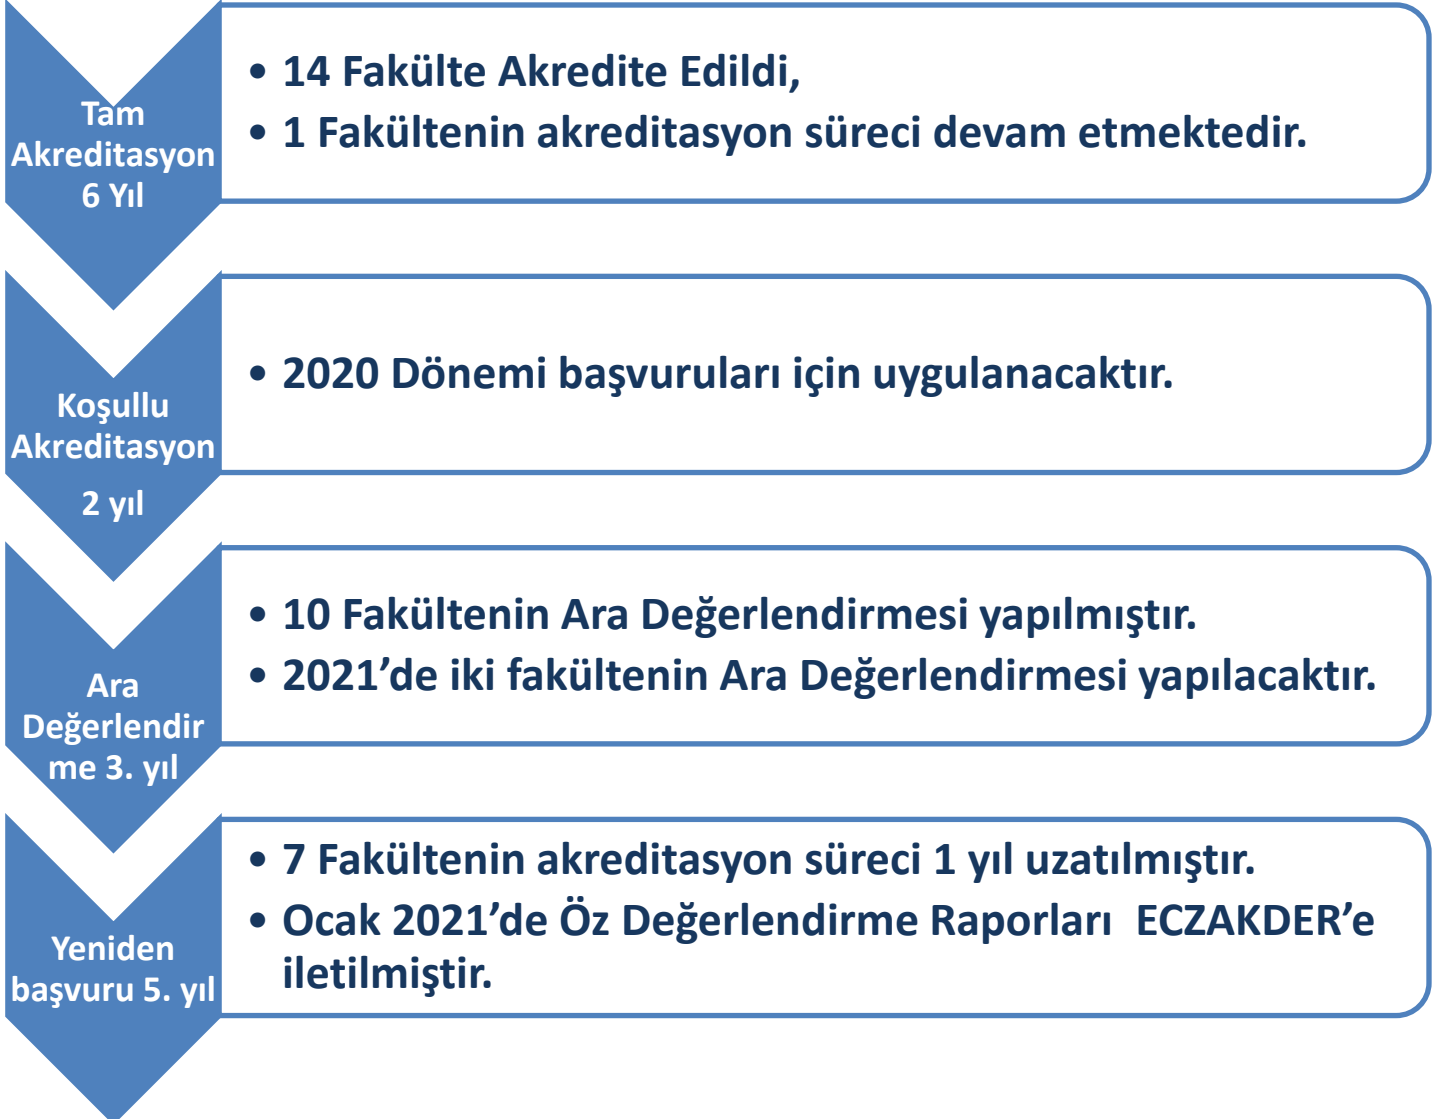 Tam
Akreditasyon
6 Yıl
• 14 Fakülte Akredite Edildi,
• 1 Fakültenin akreditasyon süreci devam etmektedir.
Koşullu
Akreditasyon
2 yıl
• 2020 Dönemi başvuruları için uygulanacaktır.
Ara
Değerlendir
me 3. yıl
• 10 Fakültenin Ara Değerlendirmesi yapılmıştır.
• 2021’de iki fakültenin Ara Değerlendirmesi yapılacaktır.
Yeniden
başvuru 5. yıl
• 7 Fakültenin akreditasyon süreci 1 yıl uzatılmıştır.
• Ocak 2021’de Öz Değerlendirme Raporları  ECZAKDER’e
iletilmiştir.